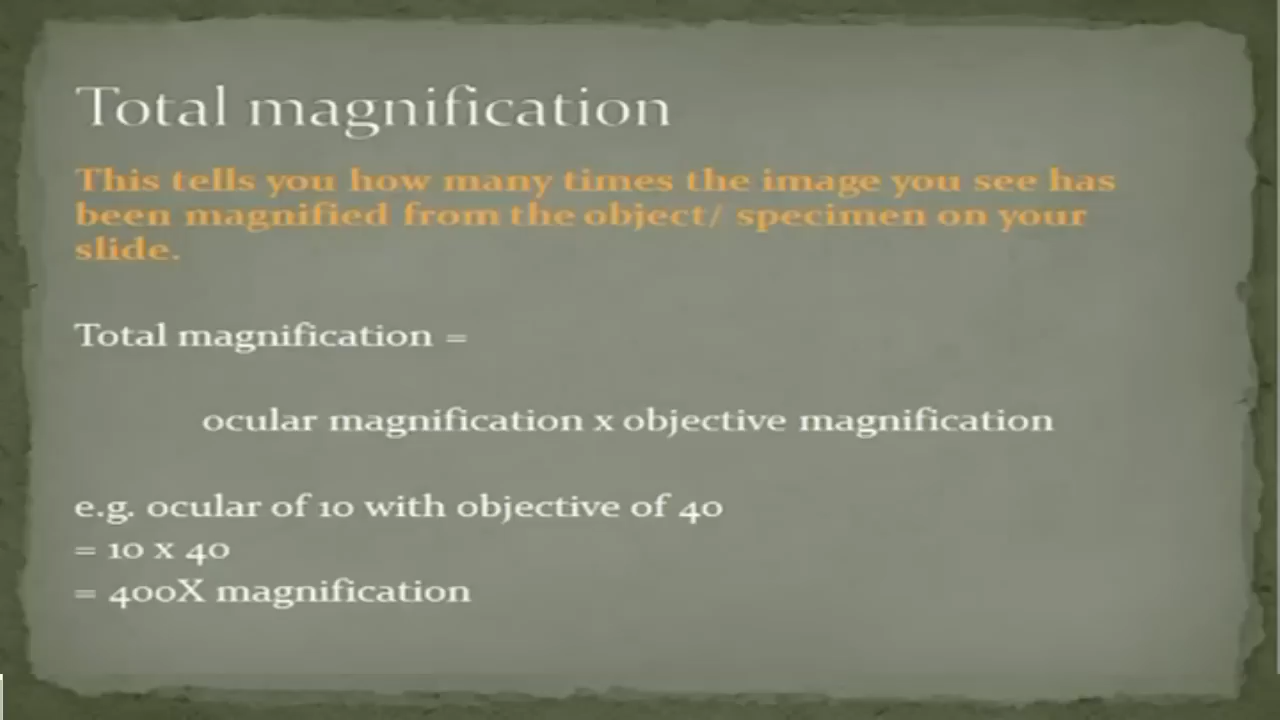 Total magnification
This tells you how many times the image you see has
been magnified from the object/ specimen on your
slide.
Total magnification =
ocular magnification x objective magnification
e.g. ocular of 10 with objective of 40
= 10 x 40
= 400X magnification